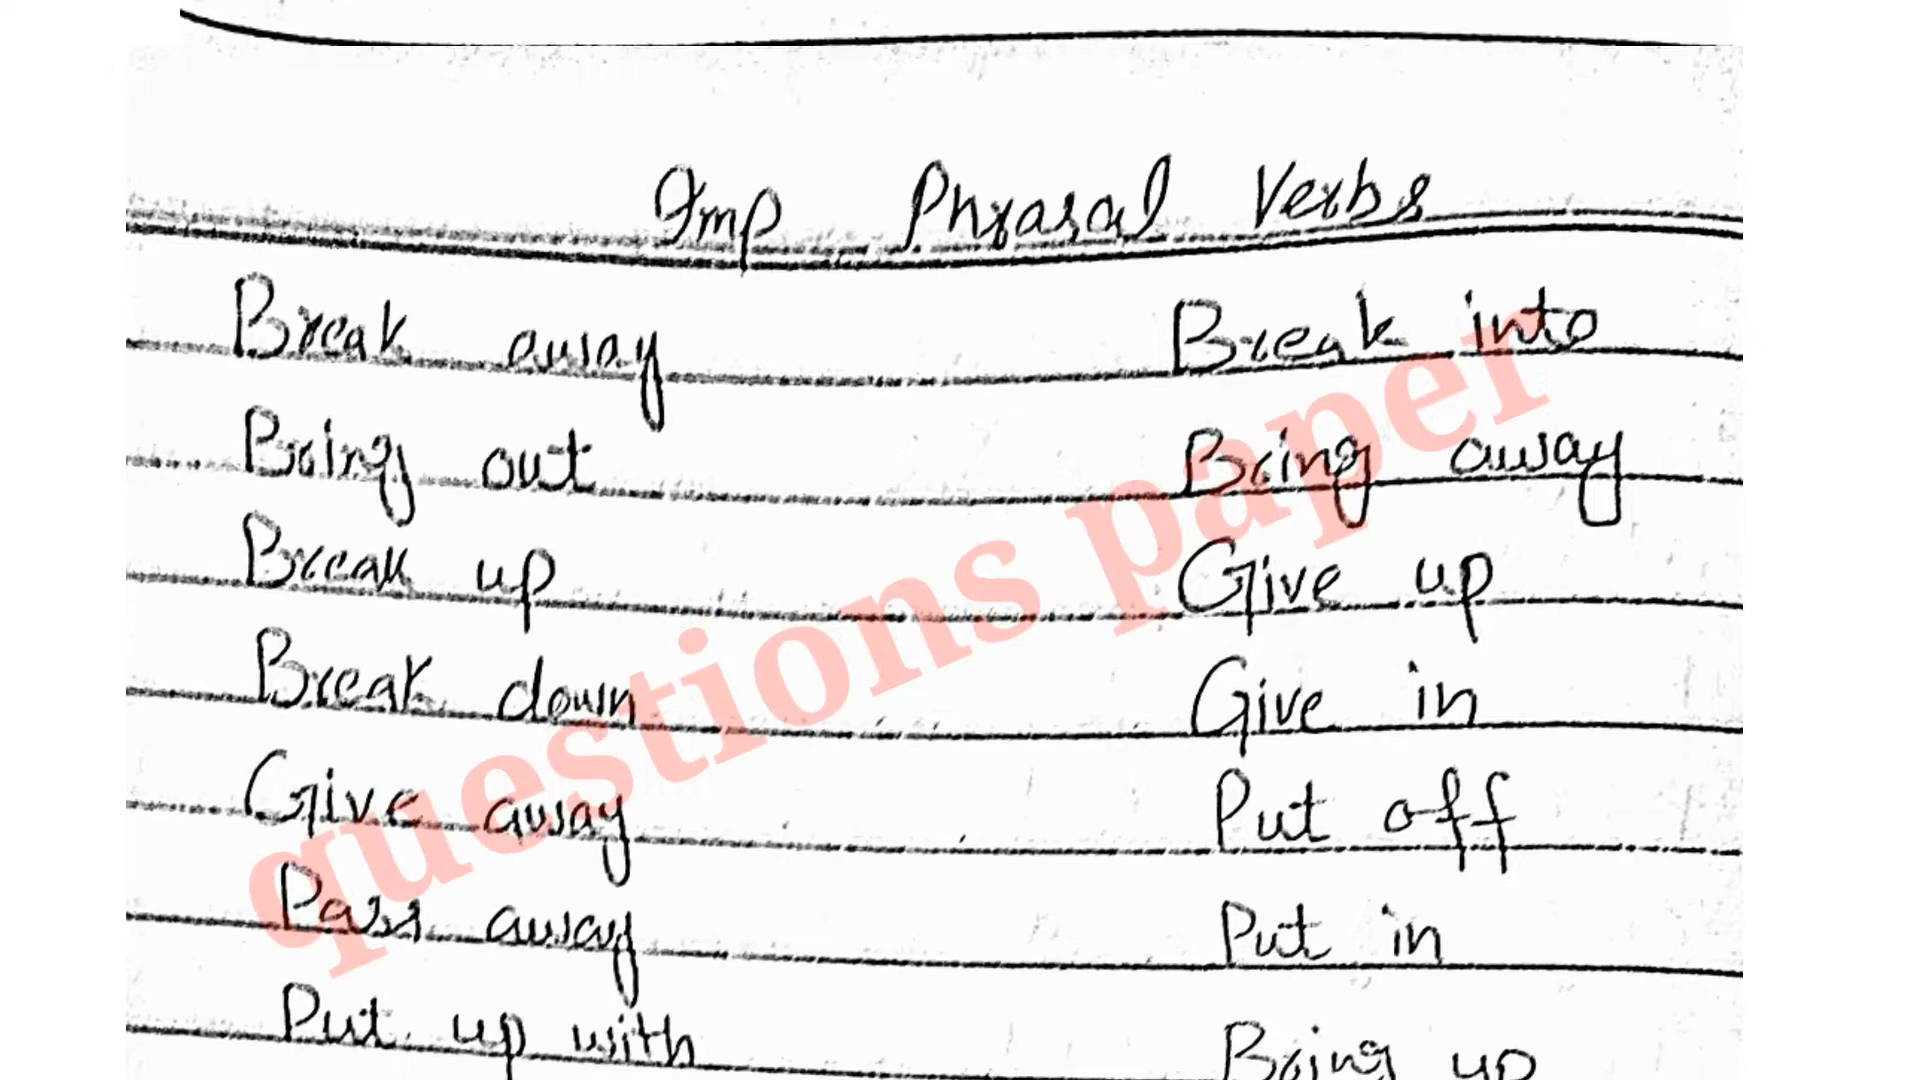 Imp Phrasal Verbs
Break away Break into
Bring out Bring away
Break up Give up
Break down Give in
Give away Put off
Pass away Put in
Put up with Bring up
questions paper